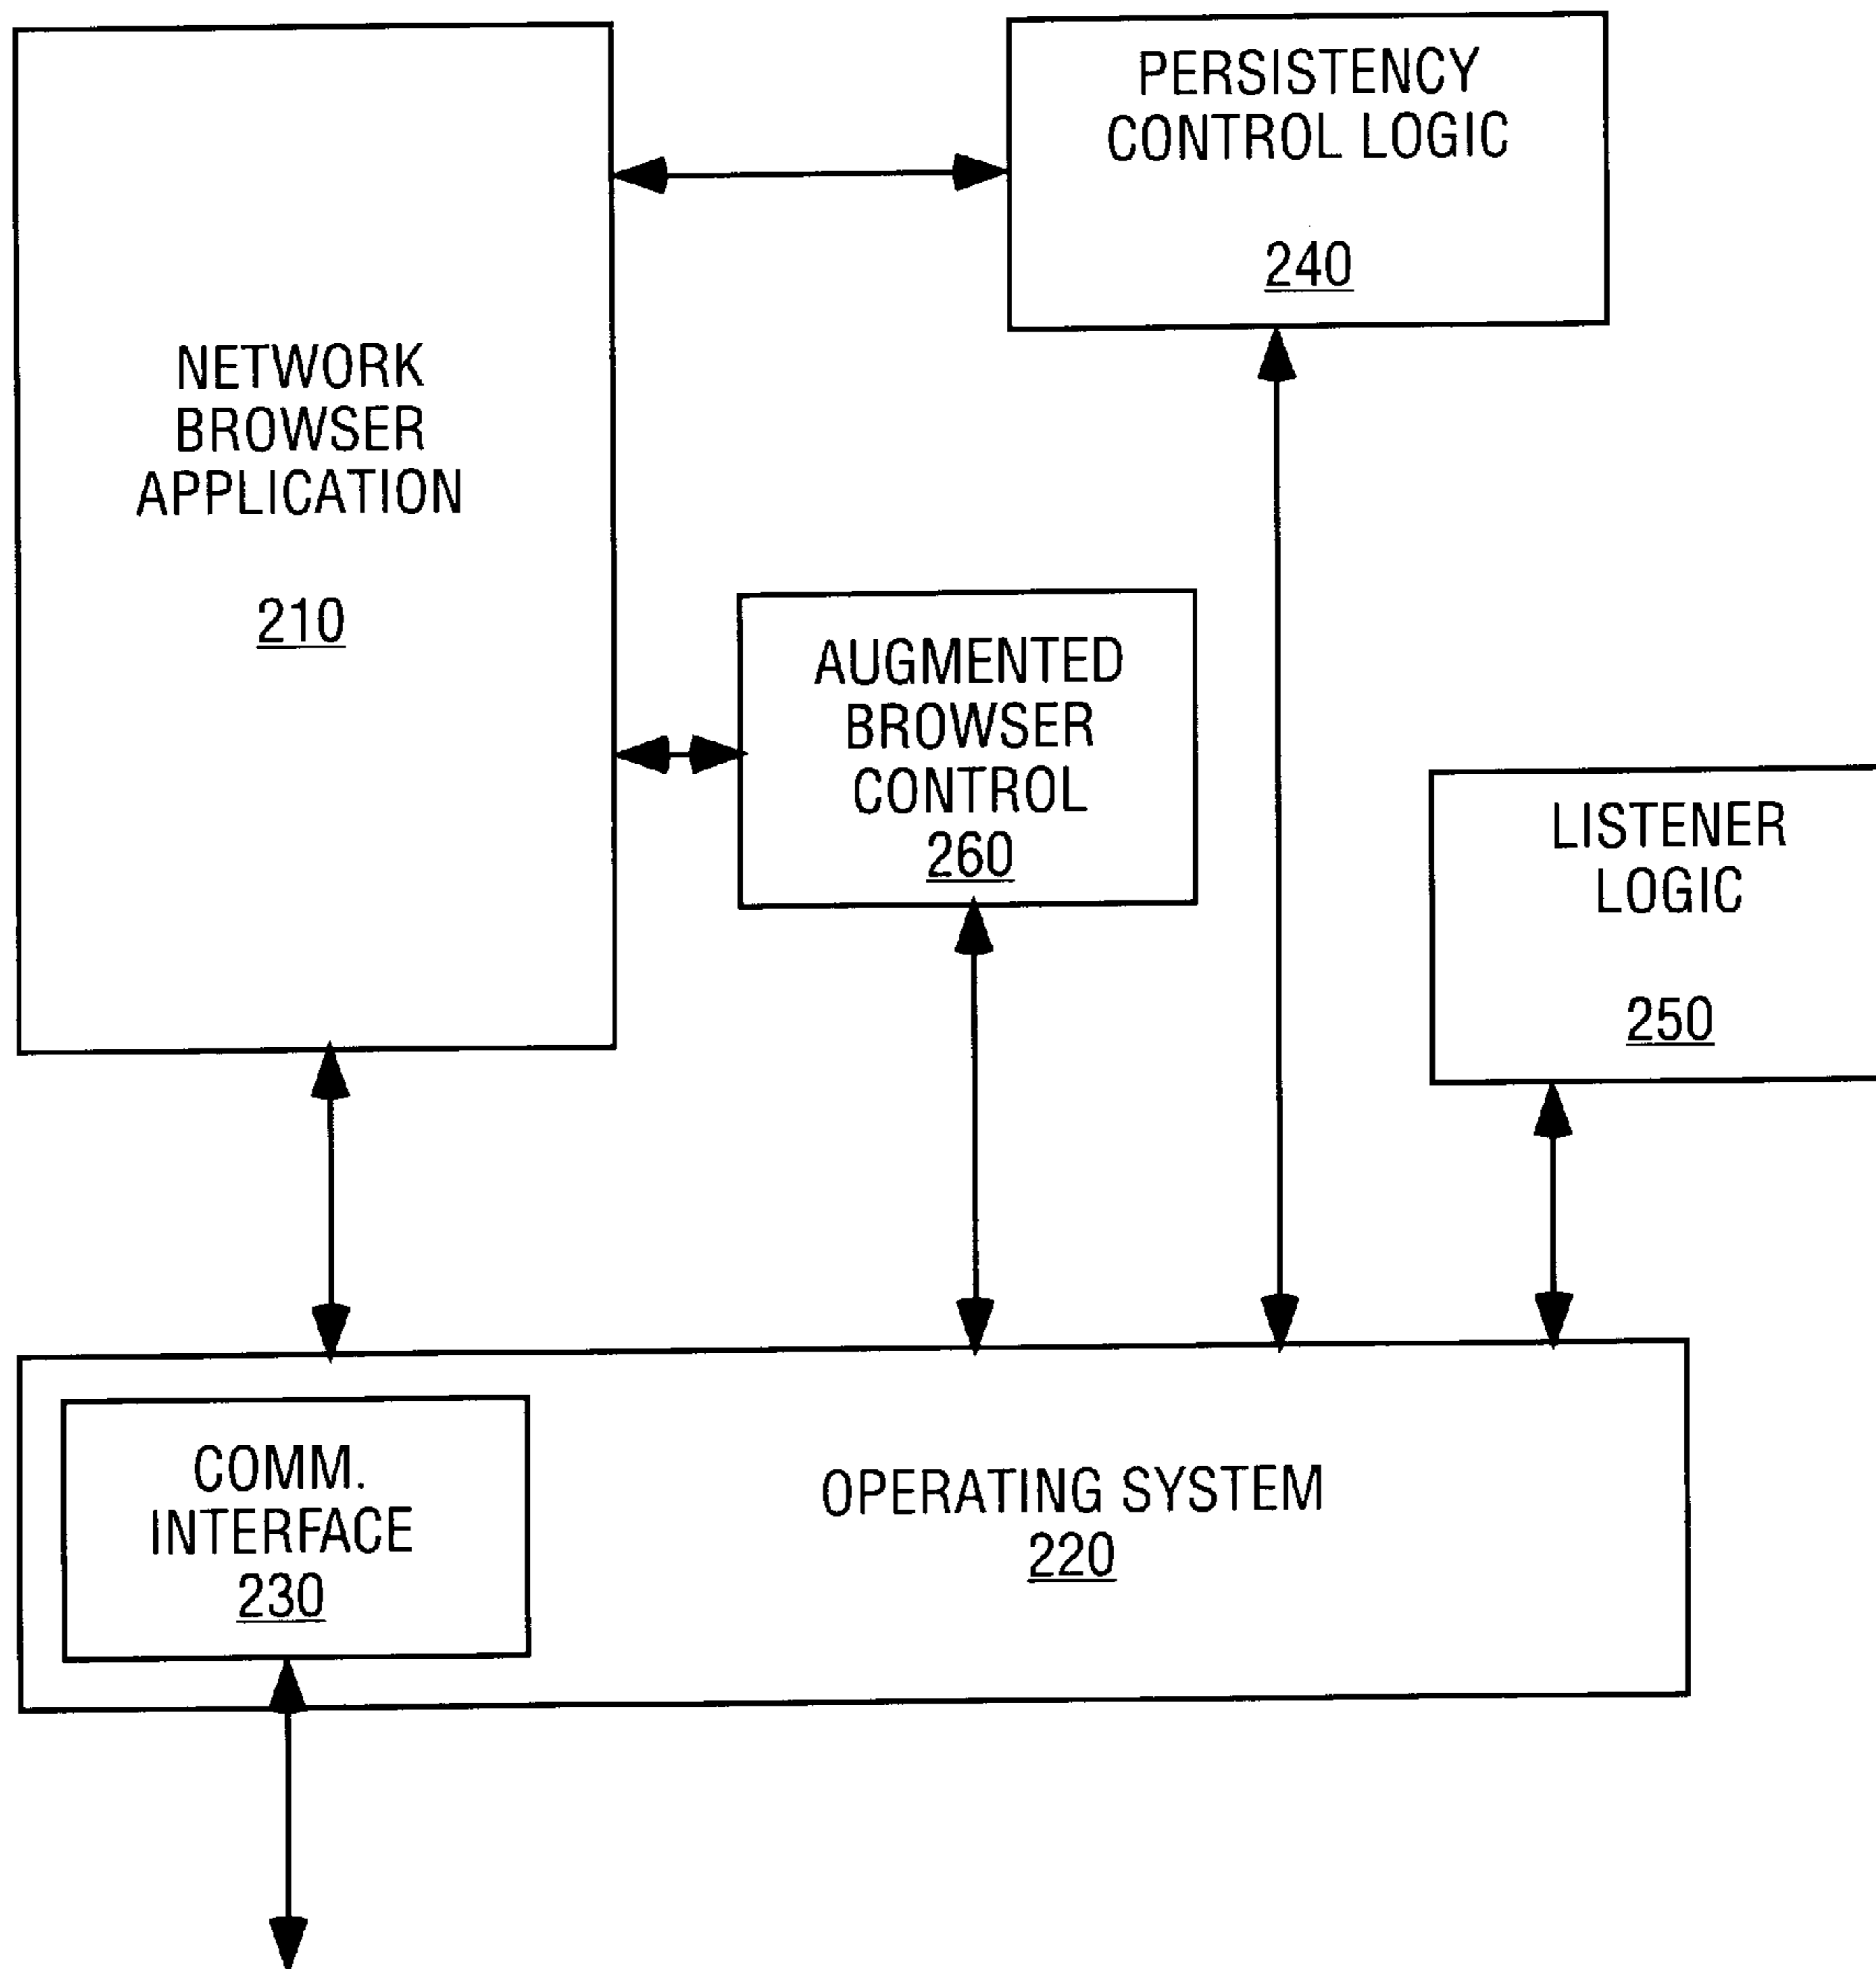 PERSISTENCY
CONTROL LOGIC
240
NETWORK
BROWSER
APPLICATION
210
AUGMENTED
BROWSER
CONTROL
260
LISTENER
LOGIC
250
COMM.
INTERFACE
230
OPERATING SYSTEM
220